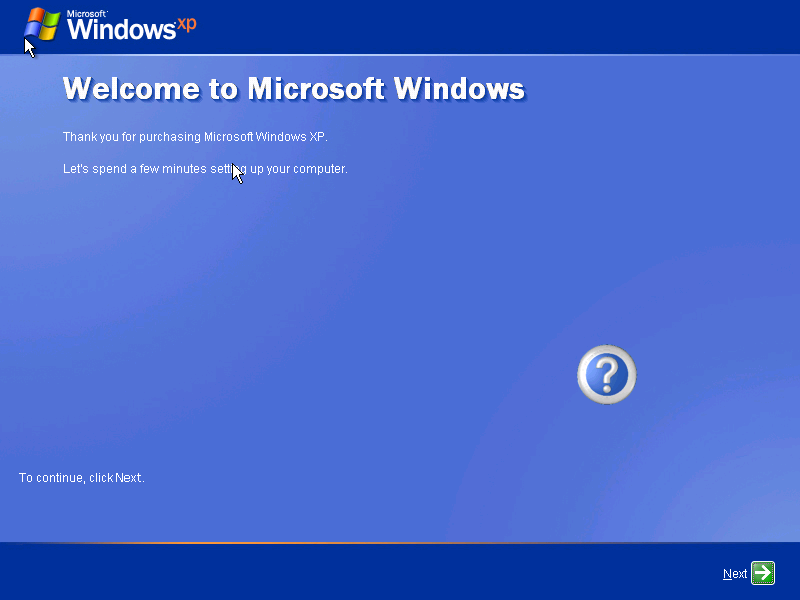 Microsoft
Windows xp
Welcome to Microsoft Windows
Thank you for purchasing Microsoft Windows XP.
Let's spend a few minutes setting up your computer.
?
To continue, click Next.
Next